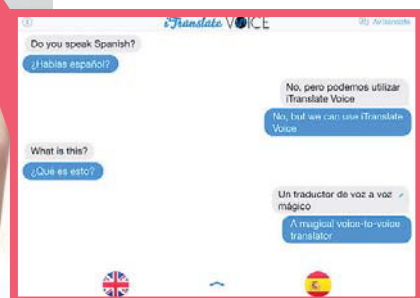 iTranslate VOICE
AirTranslate
Do you speak Spanish?
¿Hablas español?
No, pero podemos utilizar
iTranslate Voice
No, but we can use iTranslate
Voice
What is this?
¿Qué es esto?
Un traductor de voz a voz
mágico
A magical voice-to-voice
translator